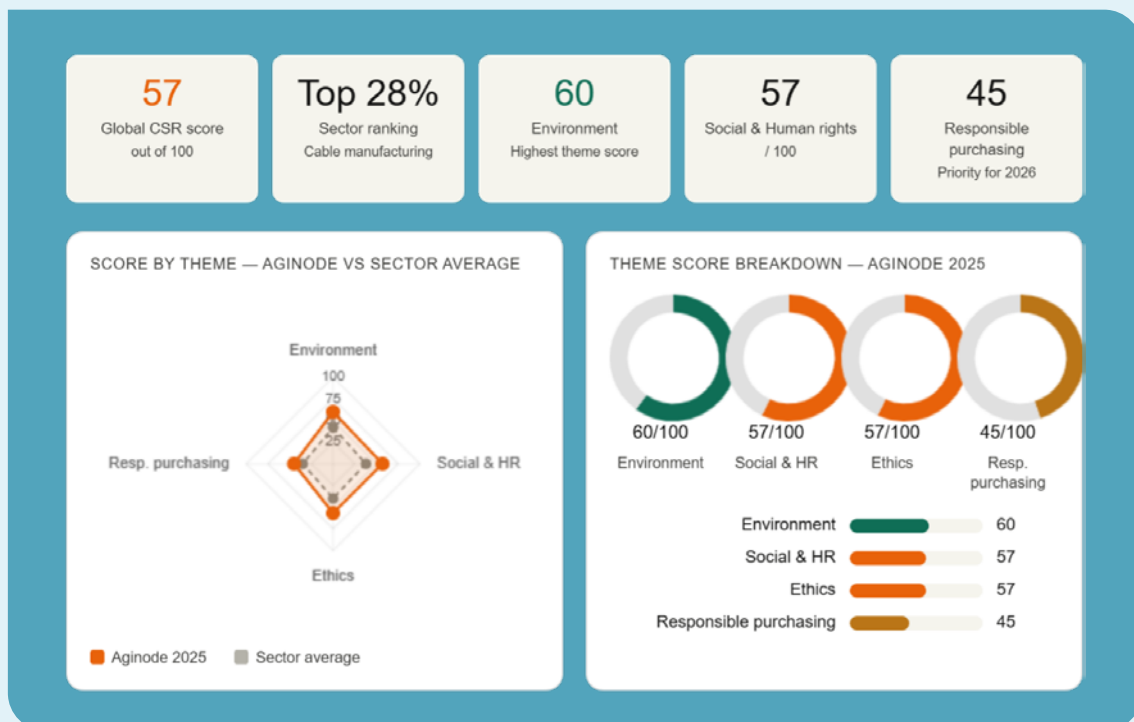 57
Global CSR score
out of 100
Top 28%
Sector ranking
Cable manufacturing
60
Environment
Highest theme score
57
Social & Human rights
/ 100
45
Responsible
purchasing
Priority for 2026
SCORE BY THEME — AGINODE VS SECTOR AVERAGE
Environment
100
75
25
Resp. purchasing
Social & HR
Ethics
Aginode 2025
Sector average
THEME SCORE BREAKDOWN — AGINODE 2025
60/100
57/100
57/100
45/100
Environment
Social & HR
Ethics
Resp.
purchasing
Environment 60
Social & HR 57
Ethics 57
Responsible purchasing 45